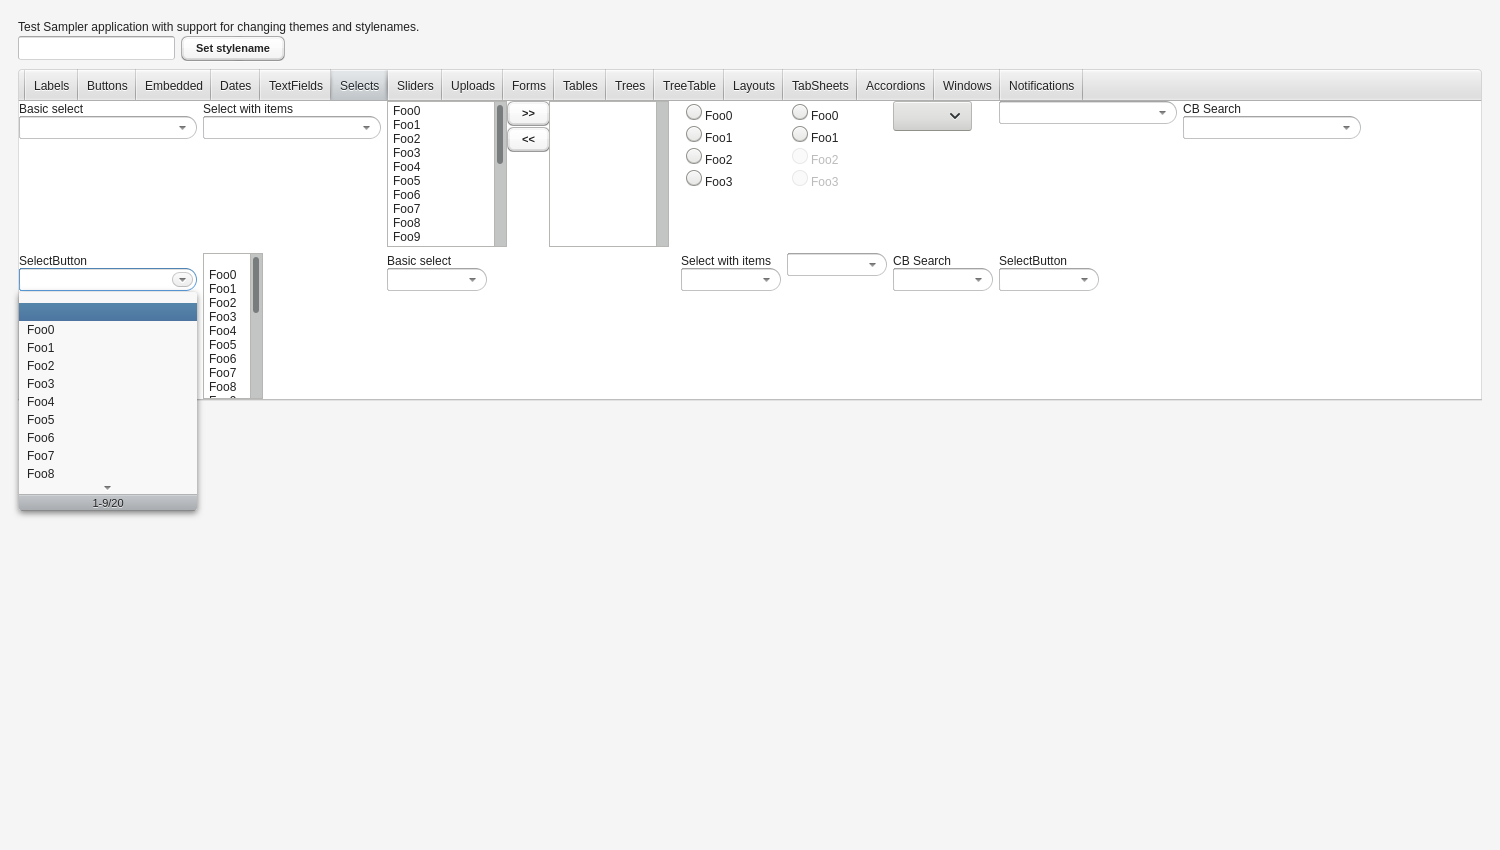 Test Sampler application with support for changing themes and stylenames.
Set stylename
Labels Buttons Embedded Dates TextFields Selects Sliders Uploads Forms Tables Trees TreeTable Layouts TabSheets Accordions Windows Notifications
Basic select
Select with items
Foo0
Foo1
Foo2
Foo3
Foo4
Foo5
Foo6
Foo7
Foo8
Foo9
>>
<<
Foo0
Foo1
Foo2
Foo3
Foo0
Foo1
Foo2
Foo3
CB Search
SelectButton
Foo0
Foo1
Foo2
Foo3
Foo4
Foo5
Foo6
Foo7
Foo8
1-9/20
Foo0
Foo1
Foo2
Foo3
Foo4
Foo5
Foo6
Foo7
Foo8
Basic select
Select with items
CB Search
SelectButton